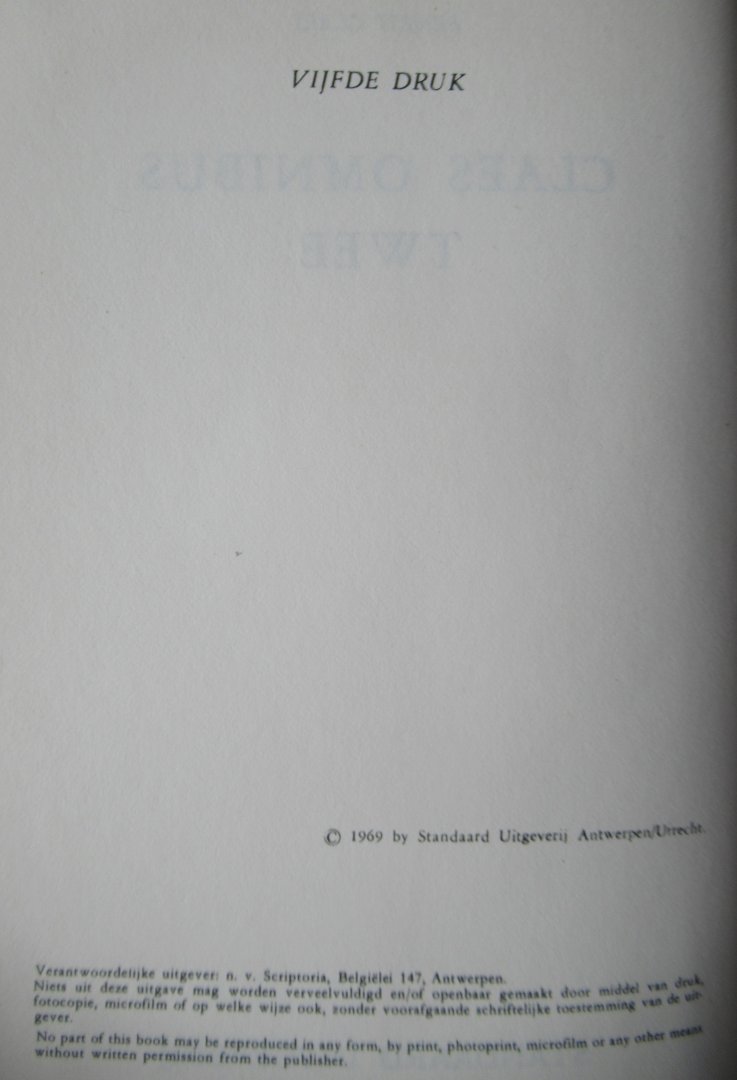 VIJFDE DRUK
CLAES OMNIBUS
TWEE
© 1969 by Standaard Uitgeverij Antwerpen/Utrecht.
Verantwoordelijke uitgever: n. v. Scriptoria, Belgiëlei 147, Antwerpen.
Niets uit deze uitgave mag worden verveelvuldigd en/of openbaar gemaakt door middel van druk,
fotocopie, microfilm of op welke wijze ook, zonder voorafgaande schriftelijke toestemming van de uit-
gever.
No part of this book may be reproduced in any form, by print, photoprint, microfilm or any other means
without written permission from the publisher.